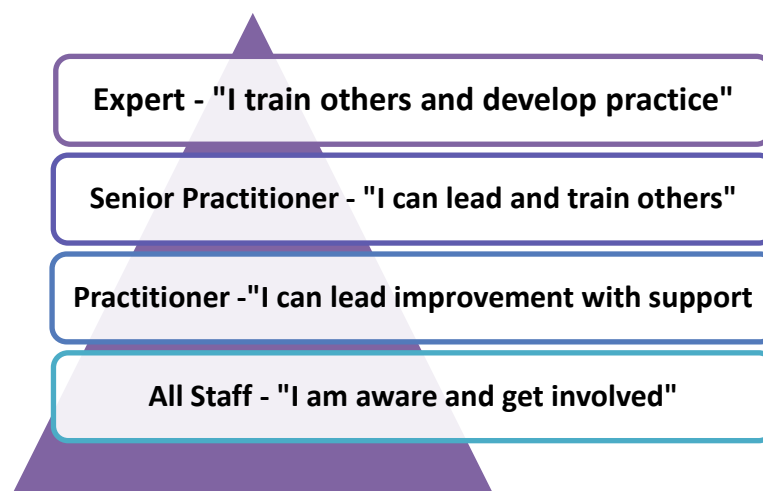 Expert - "I train others and develop practice"
Senior Practitioner - "I can lead and train others"
Practitioner -"I can lead improvement with support
All Staff - "I am aware and get involved"